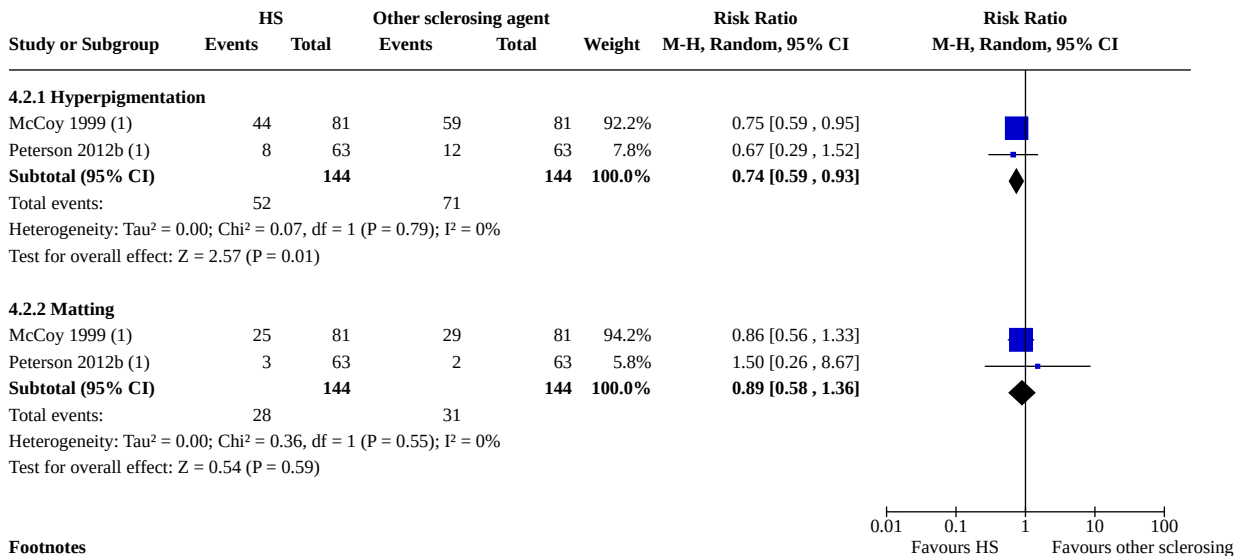 HS Other sclerosing agent Risk Ratio Risk Ratio
Study or Subgroup Events Total Events Total Weight M-H, Random, 95% CI M-H, Random, 95% CI
4.2.1 Hyperpigmentation
McCoy 1999 (1) 44 81 59 81 92.2% 0.75 [0.59 , 0.95]
Peterson 2012b (1) 8 63 12 63 7.8% 0.67 [0.29 , 1.52]
Subtotal (95% CI) 144 144 100.0% 0.74 [0.59 , 0.93]
Total events: 52 71
Heterogeneity: Tau² = 0.00; Chi² = 0.07, df = 1 (P = 0.79); I² = 0%
Test for overall effect: Z = 2.57 (P = 0.01)
4.2.2 Matting
McCoy 1999 (1) 25 81 29 81 94.2% 0.86 [0.56 , 1.33]
Peterson 2012b (1) 3 63 2 63 5.8% 1.50 [0.26 , 8.67]
Subtotal (95% CI) 144 144 100.0% 0.89 [0.58 , 1.36]
Total events: 28 31
Heterogeneity: Tau² = 0.00; Chi² = 0.36, df = 1 (P = 0.55); I² = 0%
Test for overall effect: Z = 0.54 (P = 0.59)
0.01 0.1 1 10 100
Footnotes Favours HS Favours other sclerosing